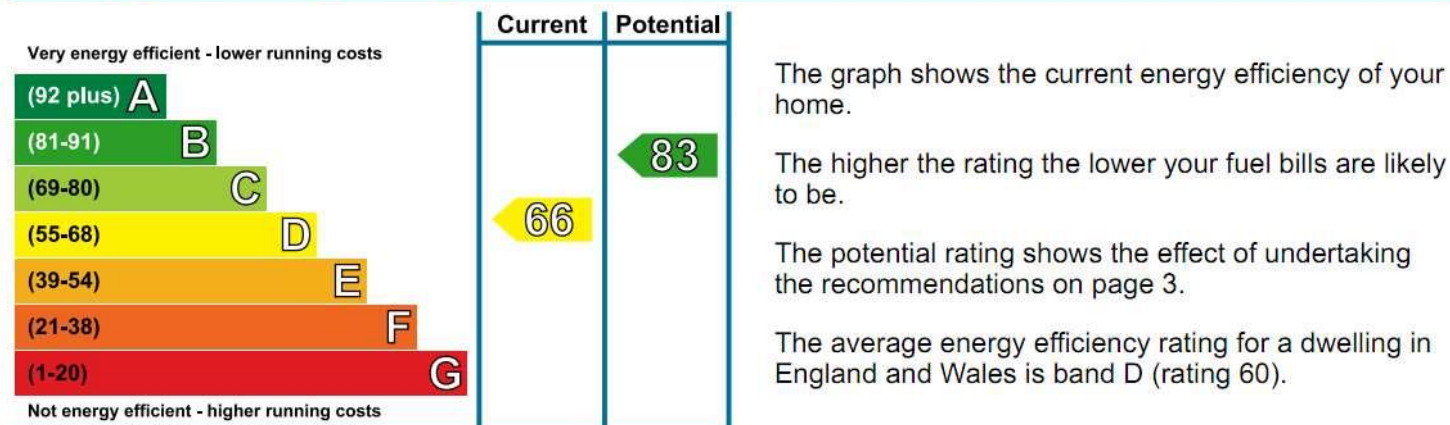 Current Potential
Very energy efficient - lower running costs
(92 plus) A
(81-91) B
(69-80) C
(55-68) D
(39-54) E
(21-38) F
(1-20) G
Not energy efficient - higher running costs
66
83
The graph shows the current energy efficiency of your
home.
The higher the rating the lower your fuel bills are likely
to be.
The potential rating shows the effect of undertaking
the recommendations on page 3.
The average energy efficiency rating for a dwelling in
England and Wales is band D (rating 60).